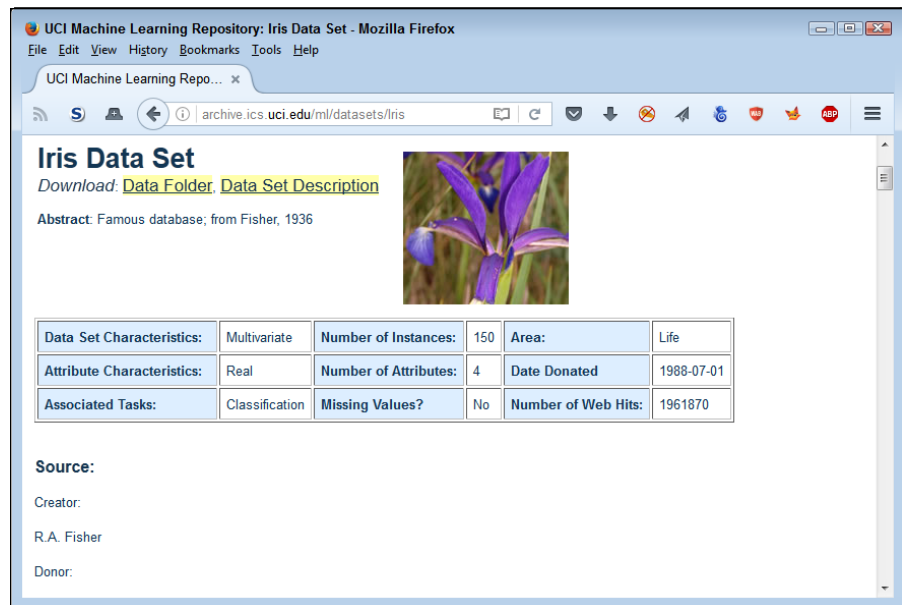 UCI Machine Learning Repository: Iris Data Set - Mozilla Firefox
File Edit View History Bookmarks Tools Help
UCI Machine Learning Repo... ×
S) archive.ics.uci.edu/ml/datasets/Iris ABP
Iris Data Set
Download: Data Folder, Data Set Description
Abstract: Famous database; from Fisher, 1936
Data Set Characteristics: Multivariate Number of Instances: 150 Area: Life
Attribute Characteristics: Real Number of Attributes: 4 Date Donated 1988-07-01
Associated Tasks: Classification Missing Values? No Number of Web Hits: 1961870
Source:
Creator:
R.A. Fisher
Donor: